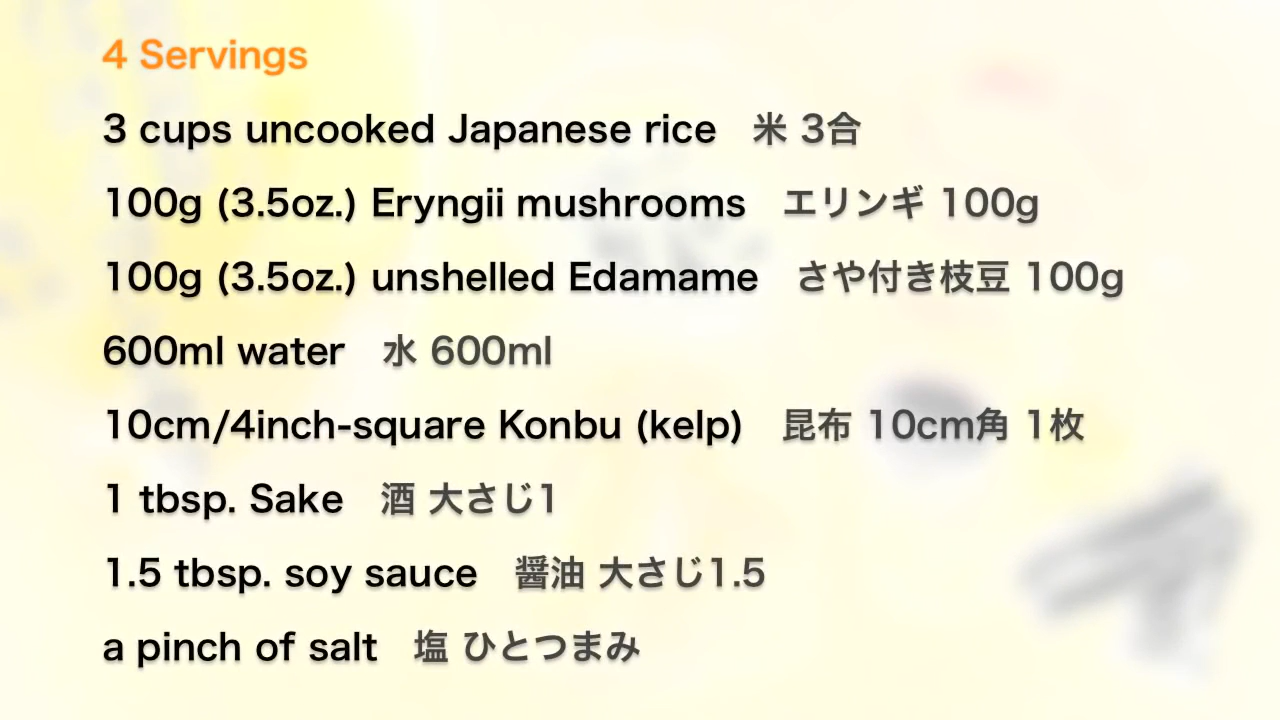 4 Servings
3 cups uncooked Japanese rice 米 3合
100g (3.5oz.) Eryngii mushrooms エリンギ 100g
100g (3.5oz.) unshelled Edamame さや付き枝豆 100g
600ml water 水 600ml
10cm/4inch-square Konbu (kelp) 昆布 10cm角 1枚
1 tbsp. Sake 酒 大さじ1
1.5 tbsp. soy sauce 醤油 大さじ1.5
a pinch of salt 塩 ひとつまみ